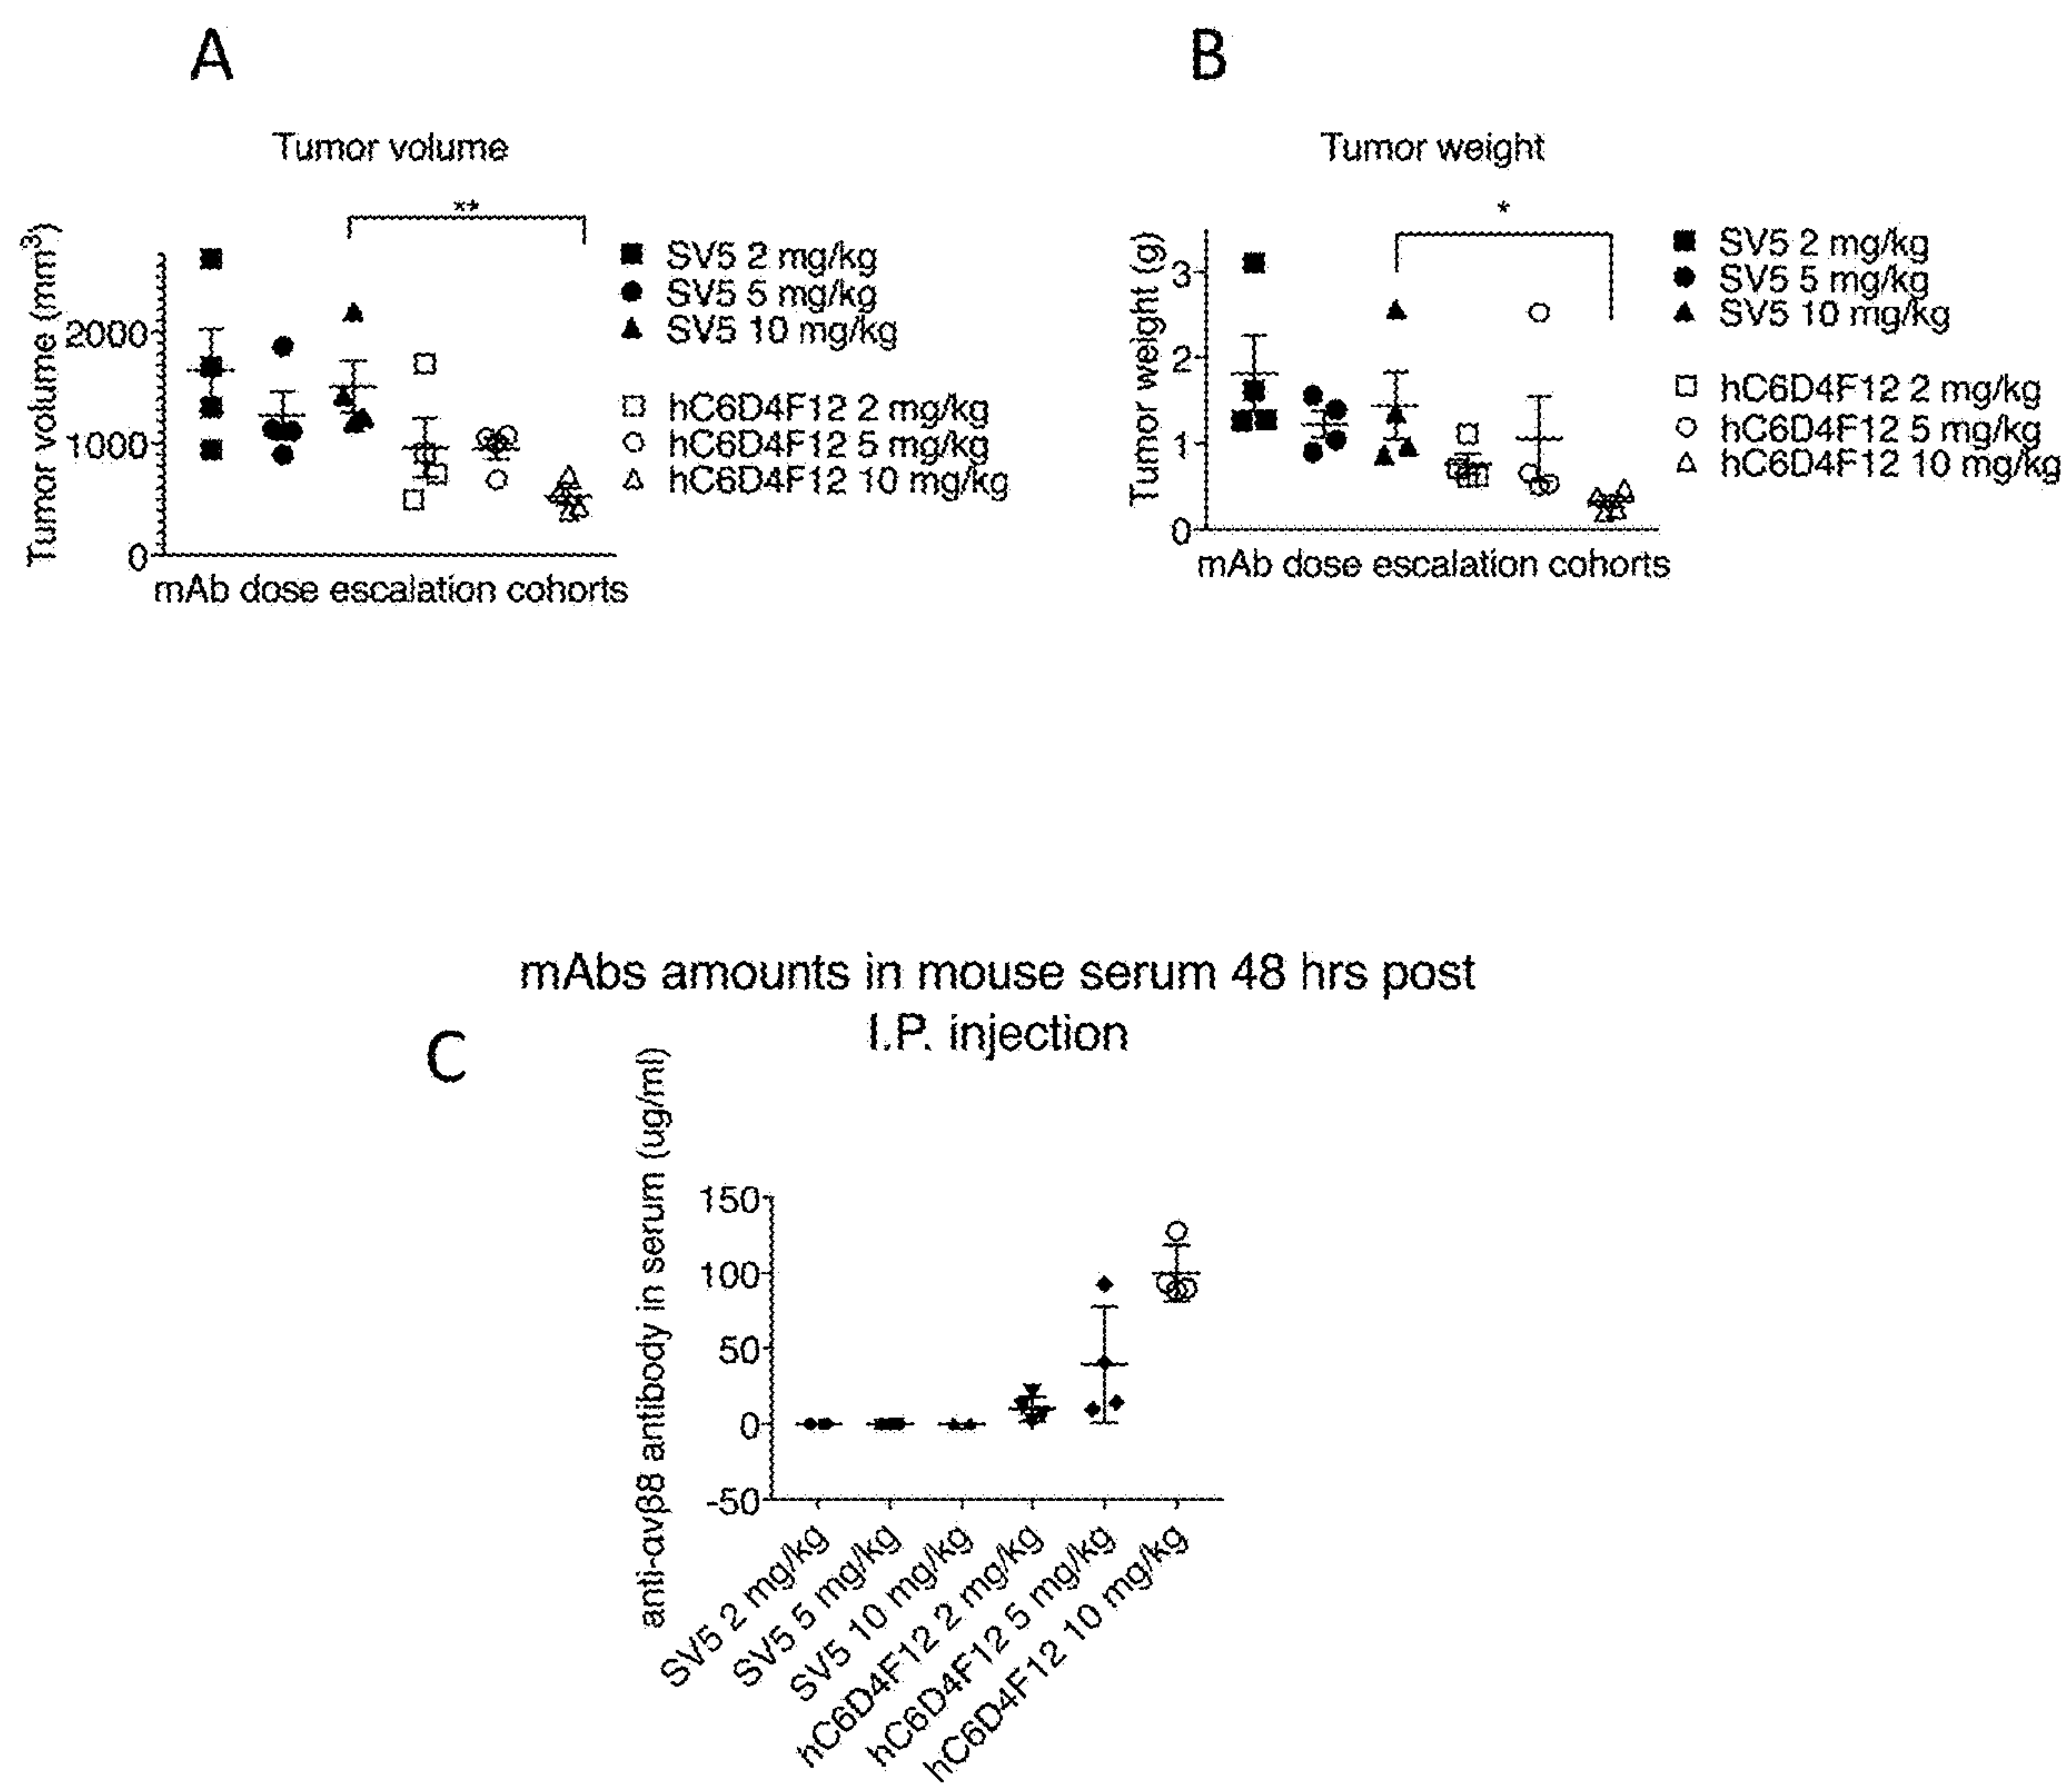 A
Tumor volume
**
Tumor volume (mm3)
2000
1000
0
mAb dose escalation cohorts
SV5 2 mg/kg
SV5 5 mg/kg
SV5 10 mg/kg
hC6D4F12 2 mg/kg
hC6D4F12 5 mg/kg
hC6D4F12 10 mg/kg
B
Tumor weight
*
Tumor weight (g)
3
2
1
0
mAb dose escalation cohorts
SV5 2 mg/kg
SV5 5 mg/kg
SV5 10 mg/kg
hC6D4F12 2 mg/kg
hC6D4F12 5 mg/kg
hC6D4F12 10 mg/kg
mAbs amounts in mouse serum 48 hrs post
I.P. injection
C
anti-αvβ8 antibody in serum (ug/ml)
150
100
50
0
-50
SV5 2 mg/kg
SV5 5 mg/kg
SV5 10 mg/kg
hC6D4F12 2 mg/kg
hC6D4F12 5 mg/kg
hC6D4F12 10 mg/kg